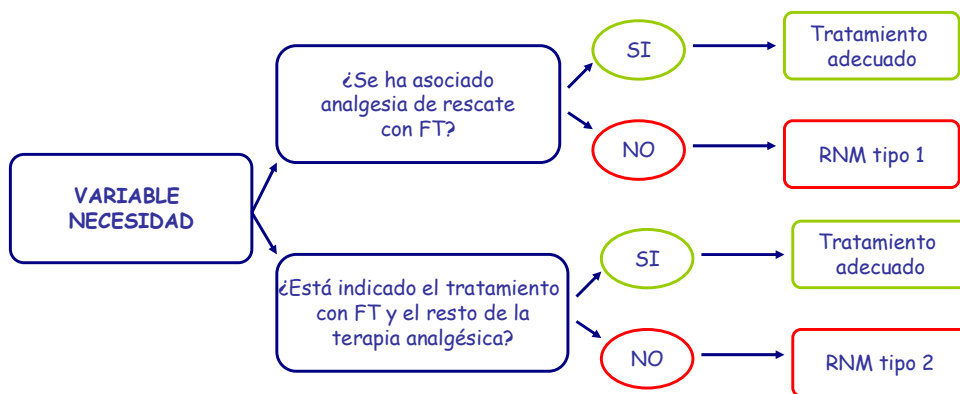 VARIABLE
NECESIDAD
¿Se ha asociado
analgesia de rescate
con FT?
SI
Tratamiento
adecuado
NO
RNM tipo 1
¿Está indicado el tratamiento
con FT y el resto de la
terapia analgésica?
SI
Tratamiento
adecuado
NO
RNM tipo 2